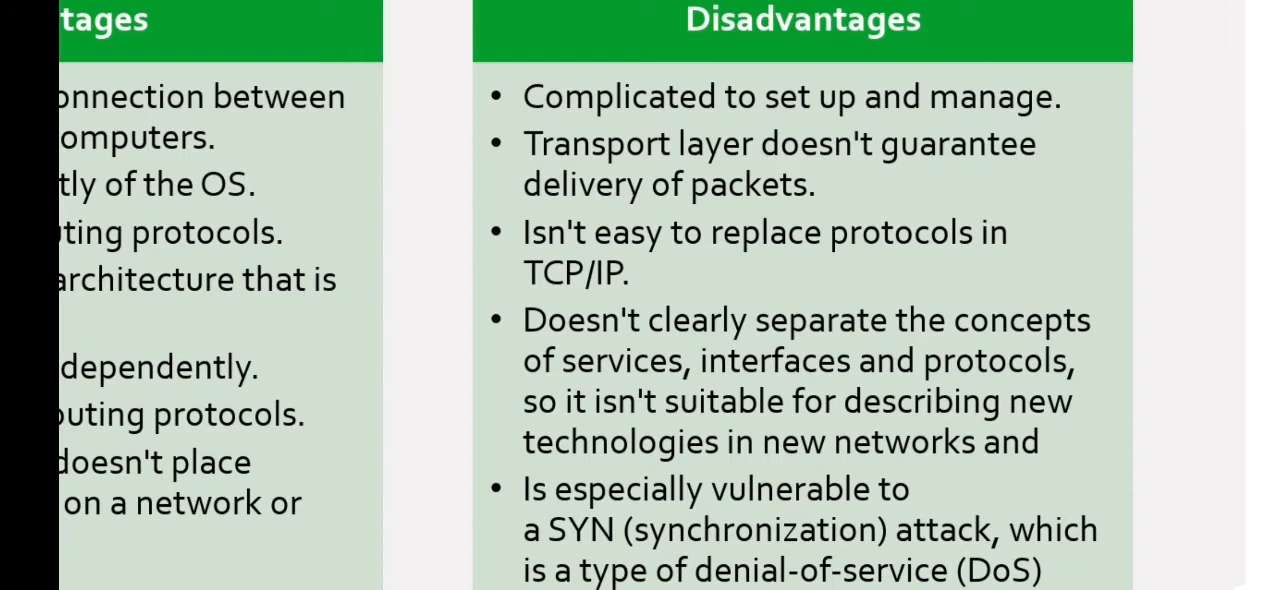 tages
onnection between
omputers.
tly of the OS.
uting protocols.
architecture that is
dependently.
outing protocols.
doesn't place
on a network or
Disadvantages
• Complicated to set up and manage.
• Transport layer doesn't guarantee
delivery of packets.
• Isn't easy to replace protocols in
TCP/IP.
• Doesn't clearly separate the concepts
of services, interfaces and protocols,
so it isn't suitable for describing new
technologies in new networks and
• Is especially vulnerable to
a SYN (synchronization) attack, which
is a type of denial-of-service (DoS)